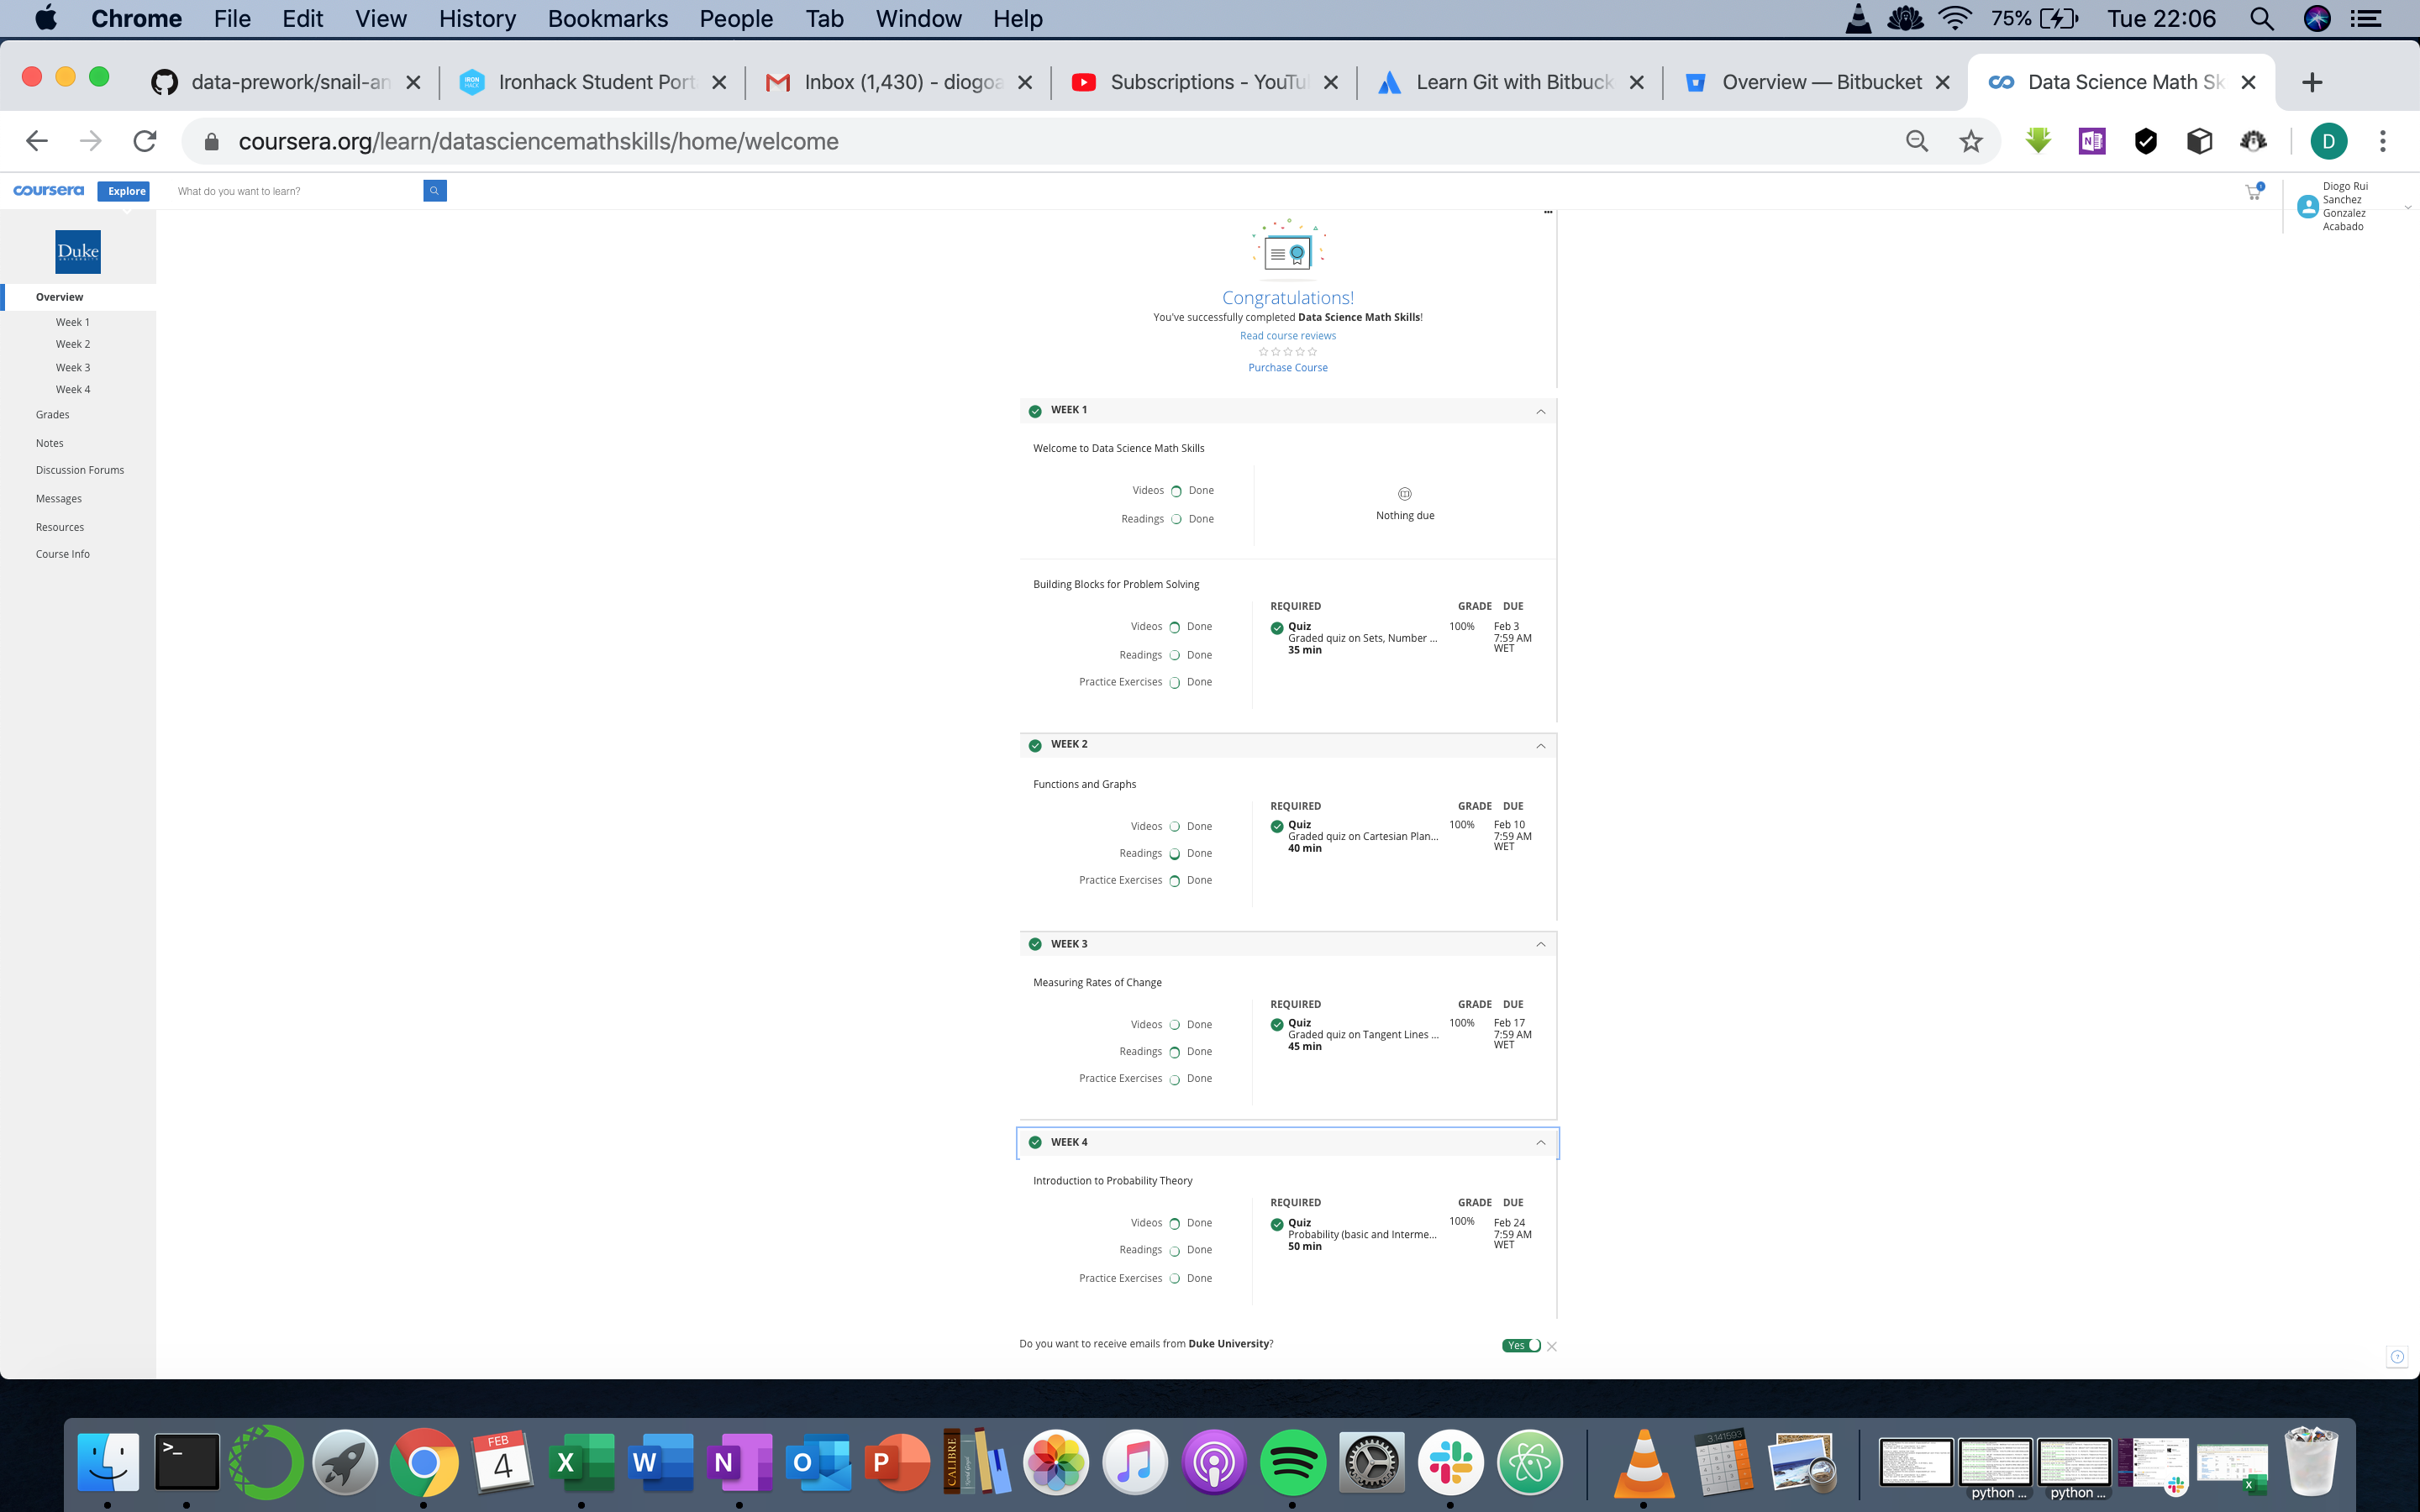 Chrome File Edit View History Bookmarks People Tab Window Help 75% Tue 22:06
data-prework/snail-an Ironhack Student Port Inbox (1,430) - diogoa Subscriptions - YouTu Learn Git with Bitbuck Overview — Bitbucket Data Science Math Sk
coursera.org/learn/datasciencemathskills/home/welcome D
coursera Explore What do you want to learn? 1
Diogo Rui
Sanchez
Gonzalez
Acabado
Duke
UNIVERSITY
Overview
Week 1
Week 2
Week 3
Week 4
Grades
Notes
Discussion Forums
Messages
Resources
Course Info
Congratulations!
You've successfully completed Data Science Math Skills!
Read course reviews
Purchase Course
WEEK 1
Welcome to Data Science Math Skills
Videos Done
Readings Done
Nothing due
Building Blocks for Problem Solving
Videos Done
Readings Done
Practice Exercises Done
REQUIRED GRADE DUE
Quiz 100% Feb 3
Graded quiz on Sets, Number ... 7:59 AM
35 min WET
WEEK 2
Functions and Graphs
Videos Done
Readings Done
Practice Exercises Done
REQUIRED GRADE DUE
Quiz 100% Feb 10
Graded quiz on Cartesian Plan... 7:59 AM
40 min WET
WEEK 3
Measuring Rates of Change
Videos Done
Readings Done
Practice Exercises Done
REQUIRED GRADE DUE
Quiz 100% Feb 17
Graded quiz on Tangent Lines ... 7:59 AM
45 min WET
WEEK 4
Introduction to Probability Theory
Videos Done
Readings Done
Practice Exercises Done
REQUIRED GRADE DUE
Quiz 100% Feb 24
Probability (basic and Interme... 7:59 AM
50 min WET
Do you want to receive emails from Duke University? Yes
FEB
4
X W N O P
CALIBRE
3.141593
python ... python ...